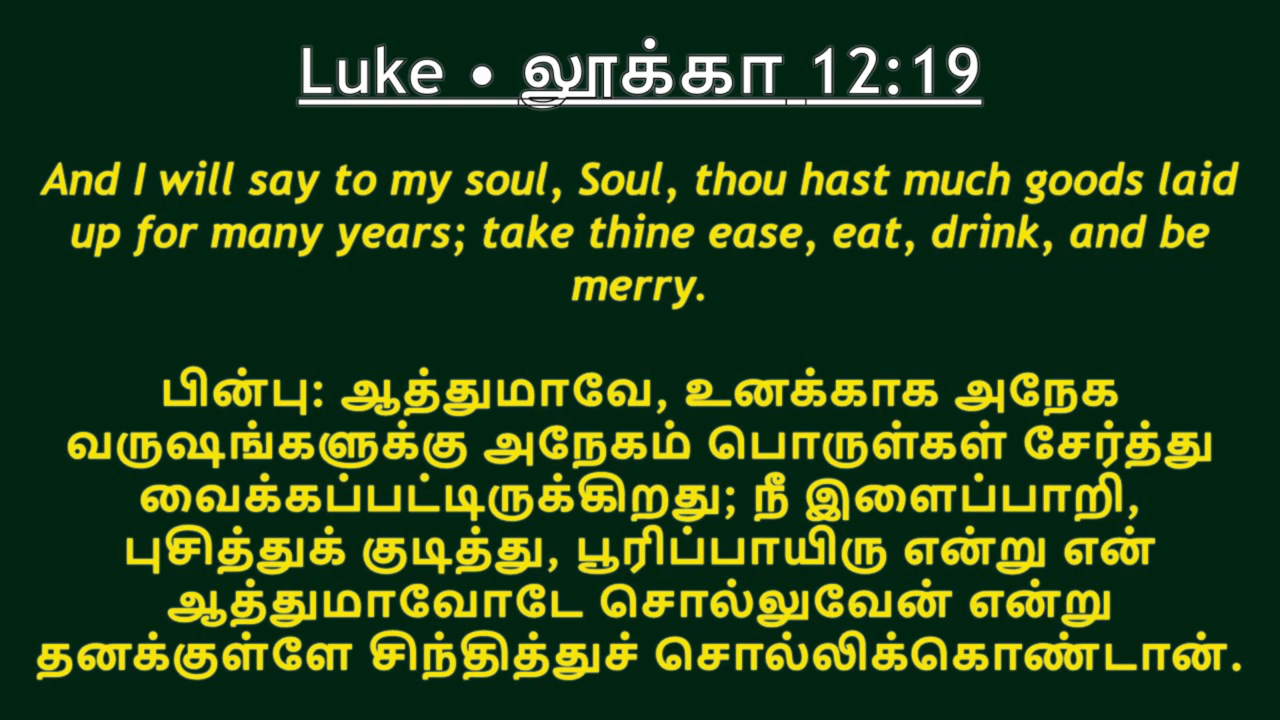 Luke • லூக்கா 12:19
And I will say to my soul, Soul, thou hast much goods laid
up for many years; take thine ease, eat, drink, and be
merry.
பின்பு: ஆத்துமாவே, உனக்காக அநேக
வருஷங்களுக்கு அநேகம் பொருள்கள் சேர்த்து
வைக்கப்பட்டிருக்கிறது; நீ இளைப்பாறி,
புசித்துக் குடித்து, பூரிப்பாயிரு என்று என்
ஆத்துமாவோடே சொல்லுவேன் என்று
தனக்குள்ளே சிந்தித்துச் சொல்லிக்கொண்டான்.